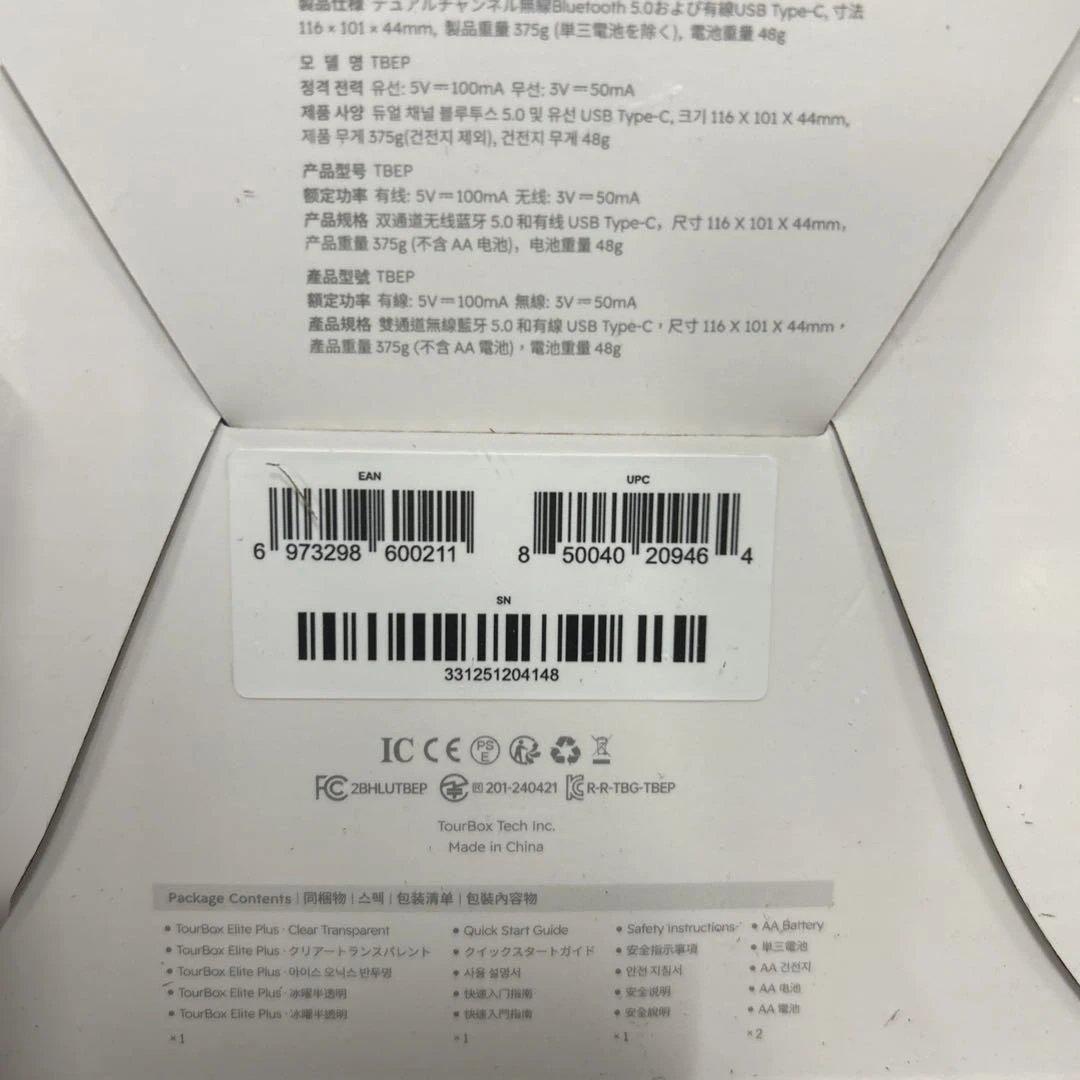 製品仕様 デュアルチャンネル無線Bluetooth 5.0および有線USB Type-C, 寸法
116 × 101 × 44mm, 製品重量 375g (単三電池を除く), 電池重量 48g
모 델 명 TBEP
정격 전력 유선: 5V⎓100mA 무선: 3V⎓50mA
제품 사양 듀얼 채널 블루투스 5.0 및 유선 USB Type-C, 크기 116 X 101 X 44mm,
제품 무게 375g(건전지 제외), 건전지 무게 48g
产品型号 TBEP
额定功率 有线: 5V⎓100mA 无线: 3V⎓50mA
产品规格 双通道无线蓝牙 5.0 和有线 USB Type-C，尺寸 116 X 101 X 44mm，
产品重量 375g (不含 AA 电池)，电池重量 48g
產品型號 TBEP
額定功率 有線: 5V⎓100mA 無線: 3V⎓50mA
產品規格 雙通道無線藍牙 5.0 和有線 USB Type-C，尺寸 116 X 101 X 44mm，
產品重量 375g (不含 AA 電池)，電池重量 48g
EAN
6 973298 600211
UPC
8 50040 20946 4
SN
331251204148
IC CE PSE
FC 2BHLUTBEP R 201-240421 KC R-R-TBG-TBEP
TourBox Tech Inc.
Made in China
Package Contents | 同梱物 | 스펙 | 包装清单 | 包裝內容物
• TourBox Elite Plus · Clear Transparent
• TourBox Elite Plus · クリアートランスパレント
• TourBox Elite Plus · 아이스 오닉스 반투명
• TourBox Elite Plus · 冰曜半透明
• TourBox Elite Plus · 冰曜半透明
×1
• Quick Start Guide
• クイックスタートガイド
• 사용 설명서
• 快速入门指南
• 快速入門指南
×1
• Safety Instructions
• 安全指示事項
• 안전 지침서
• 安全说明
• 安全說明
×1
• AA Battery
• 単三電池
• AA 건전지
• AA 电池
• AA 電池
×2